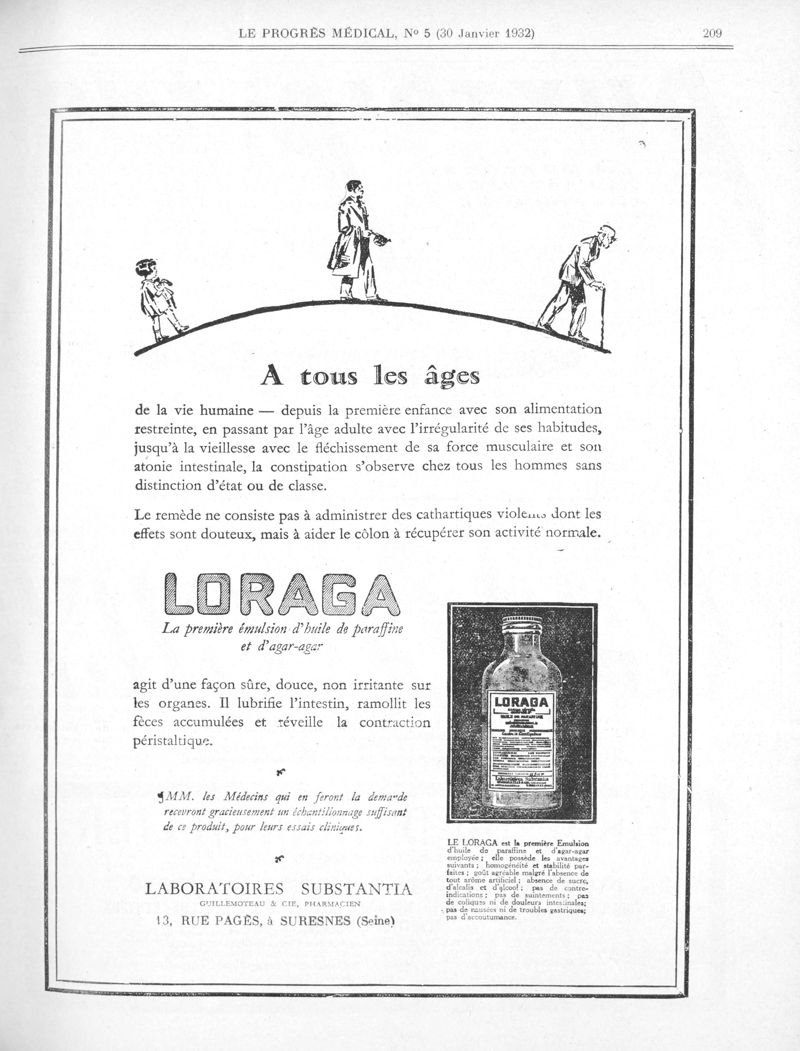 LE PROGRÈS MÉDICAL, Nº 5 (30 Janvier 1932)
209
A tous les âges
de la vie humaine — depuis la première enfance avec son alimentation
restreinte, en passant par l'âge adulte avec l'irrégularité de ses habitudes,
jusqu'à la vieillesse avec le fléchissement de sa force musculaire et son
atonie intestinale, la constipation s'observe chez tous les hommes sans
distinction d'état ou de classe.
Le remède ne consiste pas à administrer des cathartiques violents dont les
effets sont douteux, mais à aider le côlon à récupérer son activité normale.
LORAGA
La première émulsion d'huile de paraffine
et d'agar-agar
agit d'une façon sûre, douce, non irritante sur
les organes. Il lubrifie l'intestin, ramollit les
fèces accumulées et réveille la contraction
péristaltique.
¶ MM. les Médecins qui en feront la demande
recevront gracieusement un échantillonnage suffisant
de ce produit, pour leurs essais cliniques.
LABORATOIRES SUBSTANTIA
GUILLEMOTEAU & CIE, PHARMACIEN
13, RUE PAGÈS, à SURESNES (Seine)
LORAGA
HUILE DE PARAFFINE
Laboratoires Substantia
LE LORAGA est la première Emulsion
d'huile de paraffine et d'agar-agar
employée ; elle possède les avantages
suivants : homogénéité et stabilité par-
faites ; goût agréable malgré l'absence de
tout arôme artificiel ; absence de sucre,
d'alcalis et d'alcool ; pas de contre-
indications ; pas de suintements ; pas
de coliques ni de douleurs intestinales;
pas de nausées ni de troubles gastriques;
pas d'accoutumance.